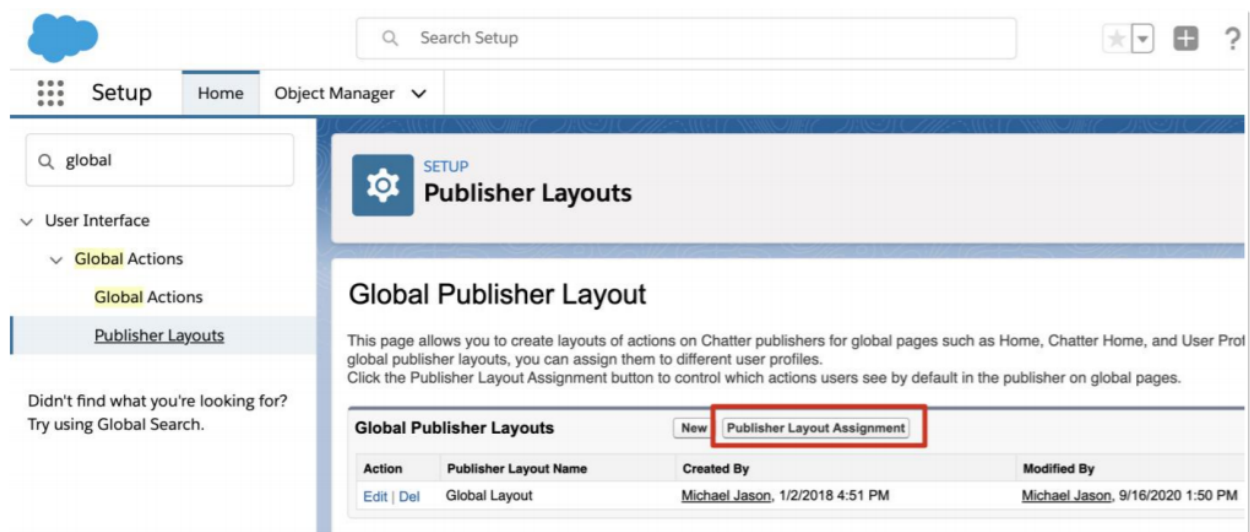 Search Setup
?
Setup
Home
Object Manager
global
User Interface
Global Actions
Global Actions
Publisher Layouts
Didn't find what you're looking for?
Try using Global Search.
SETUP
Publisher Layouts
Global Publisher Layout
This page allows you to create layouts of actions on Chatter publishers for global pages such as Home, Chatter Home, and User Prof
global publisher layouts, you can assign them to different user profiles.
Click the Publisher Layout Assignment button to control which actions users see by default in the publisher on global pages.
Global Publisher Layouts New Publisher Layout Assignment
Action Publisher Layout Name Created By Modified By
Edit | Del Global Layout Michael Jason, 1/2/2018 4:51 PM Michael Jason, 9/16/2020 1:50 PM